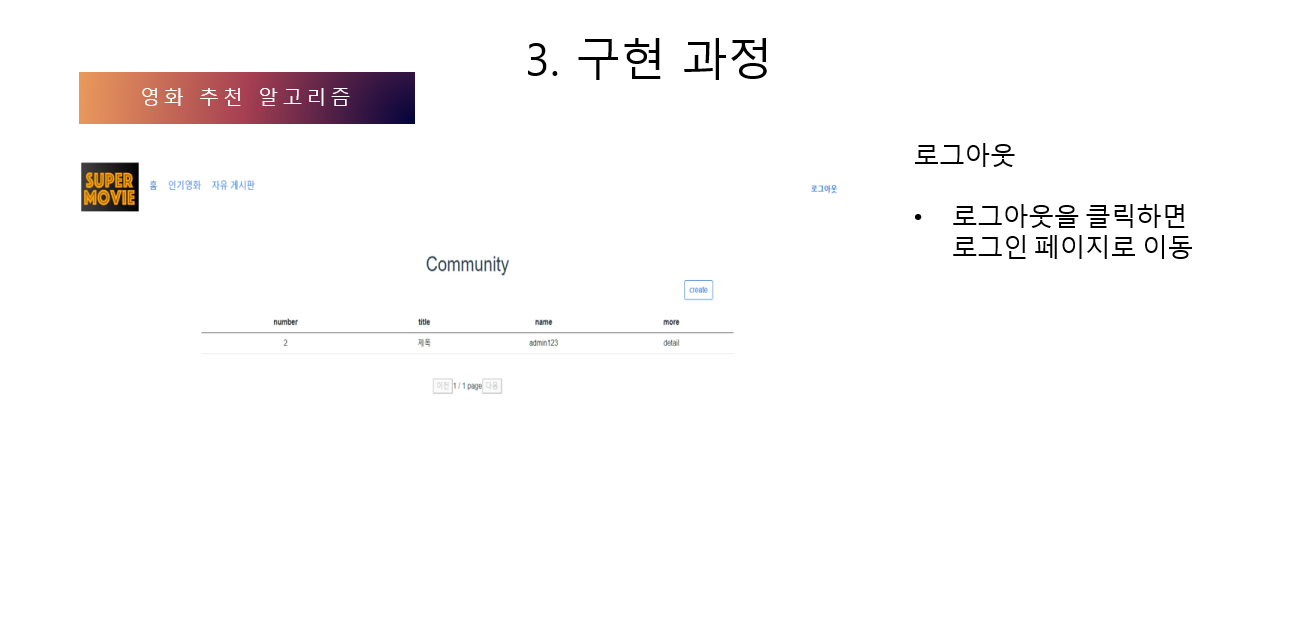 3. 구현 과정
영화 추천 알고리즘
SUPER
MOVIE
홈 인기영화 자유 게시판
로그아웃
Community
create
number title name more
2 제목 admin123 detail
이전 1 / 1 page 다음
로그아웃
• 로그아웃을 클릭하면
로그인 페이지로 이동